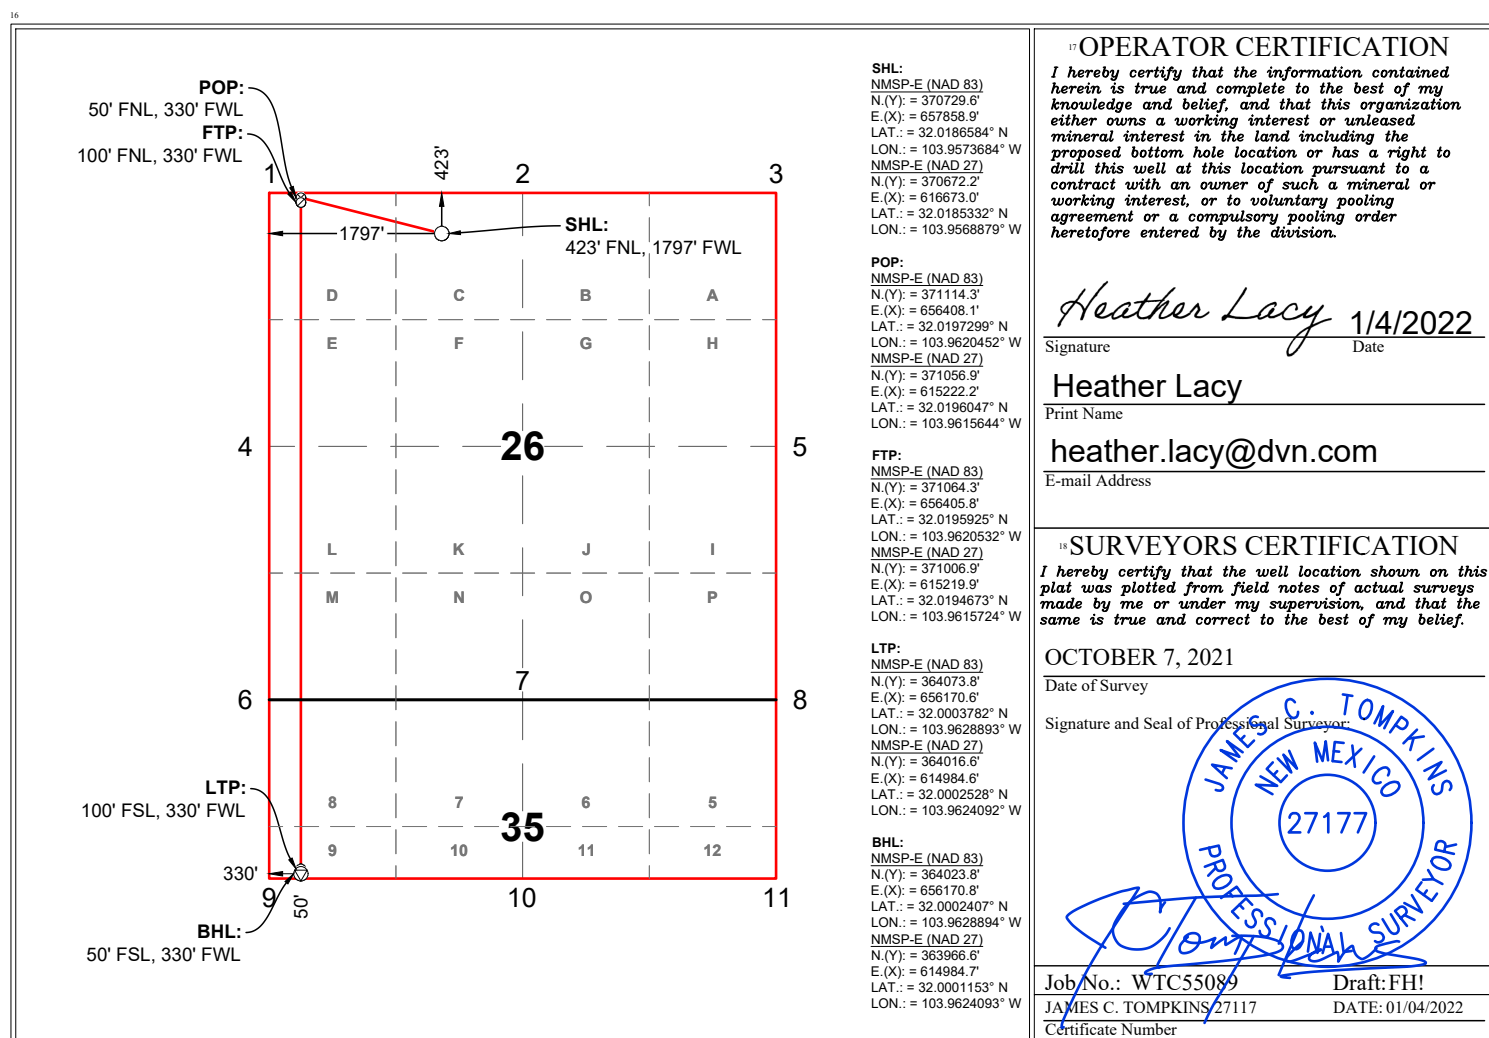 16
POP:
50' FNL, 330' FWL
FTP:
100' FNL, 330' FWL
1
2
3
423'
1797'
SHL:
423' FNL, 1797' FWL
D
C
B
A
E
F
G
H
4
26
5
L
K
J
I
M
N
O
P
7
6
8
LTP:
100' FSL, 330' FWL
8
7
6
5
35
9
10
11
12
330'
9
50'
10
11
BHL:
50' FSL, 330' FWL
SHL:
NMSP-E (NAD 83)
N.(Y): = 370729.6'
E.(X): = 657858.9'
LAT.: = 32.0186584° N
LON.: = 103.9573684° W
NMSP-E (NAD 27)
N.(Y): = 370672.2'
E.(X): = 616673.0'
LAT.: = 32.0185332° N
LON.: = 103.9568879° W
POP:
NMSP-E (NAD 83)
N.(Y): = 371114.3'
E.(X): = 656408.1'
LAT.: = 32.0197299° N
LON.: = 103.9620452° W
NMSP-E (NAD 27)
N.(Y): = 371056.9'
E.(X): = 615222.2'
LAT.: = 32.0196047° N
LON.: = 103.9615644° W
FTP:
NMSP-E (NAD 83)
N.(Y): = 371064.3'
E.(X): = 656405.8'
LAT.: = 32.0195925° N
LON.: = 103.9620532° W
NMSP-E (NAD 27)
N.(Y): = 371006.9'
E.(X): = 615219.9'
LAT.: = 32.0194673° N
LON.: = 103.9615724° W
LTP:
NMSP-E (NAD 83)
N.(Y): = 364073.8'
E.(X): = 656170.6'
LAT.: = 32.0003782° N
LON.: = 103.9628893° W
NMSP-E (NAD 27)
N.(Y): = 364016.6'
E.(X): = 614984.6'
LAT.: = 32.0002528° N
LON.: = 103.9624092° W
BHL:
NMSP-E (NAD 83)
N.(Y): = 364023.8'
E.(X): = 656170.8'
LAT.: = 32.0002407° N
LON.: = 103.9628894° W
NMSP-E (NAD 27)
N.(Y): = 363966.6'
E.(X): = 614984.7'
LAT.: = 32.0001153° N
LON.: = 103.9624093° W
17 OPERATOR CERTIFICATION
I hereby certify that the information contained
herein is true and complete to the best of my
knowledge and belief, and that this organization
either owns a working interest or unleased
mineral interest in the land including the
proposed bottom hole location or has a right to
drill this well at this location pursuant to a
contract with an owner of such a mineral or
working interest, or to voluntary pooling
agreement or a compulsory pooling order
heretofore entered by the division.
Heather Lacy 1/4/2022
Signature Date
Heather Lacy
Print Name
heather.lacy@dvn.com
E-mail Address
18 SURVEYORS CERTIFICATION
I hereby certify that the well location shown on this
plat was plotted from field notes of actual surveys
made by me or under my supervision, and that the
same is true and correct to the best of my belief.
OCTOBER 7, 2021
Date of Survey
Signature and Seal of Professional Surveyor:
JAMES C. TOMPKINS
NEW MEXICO
27177
PROFESSIONAL SURVEYOR
Job No.: WTC55089 Draft:FH!
JAMES C. TOMPKINS 27117 DATE: 01/04/2022
Certificate Number